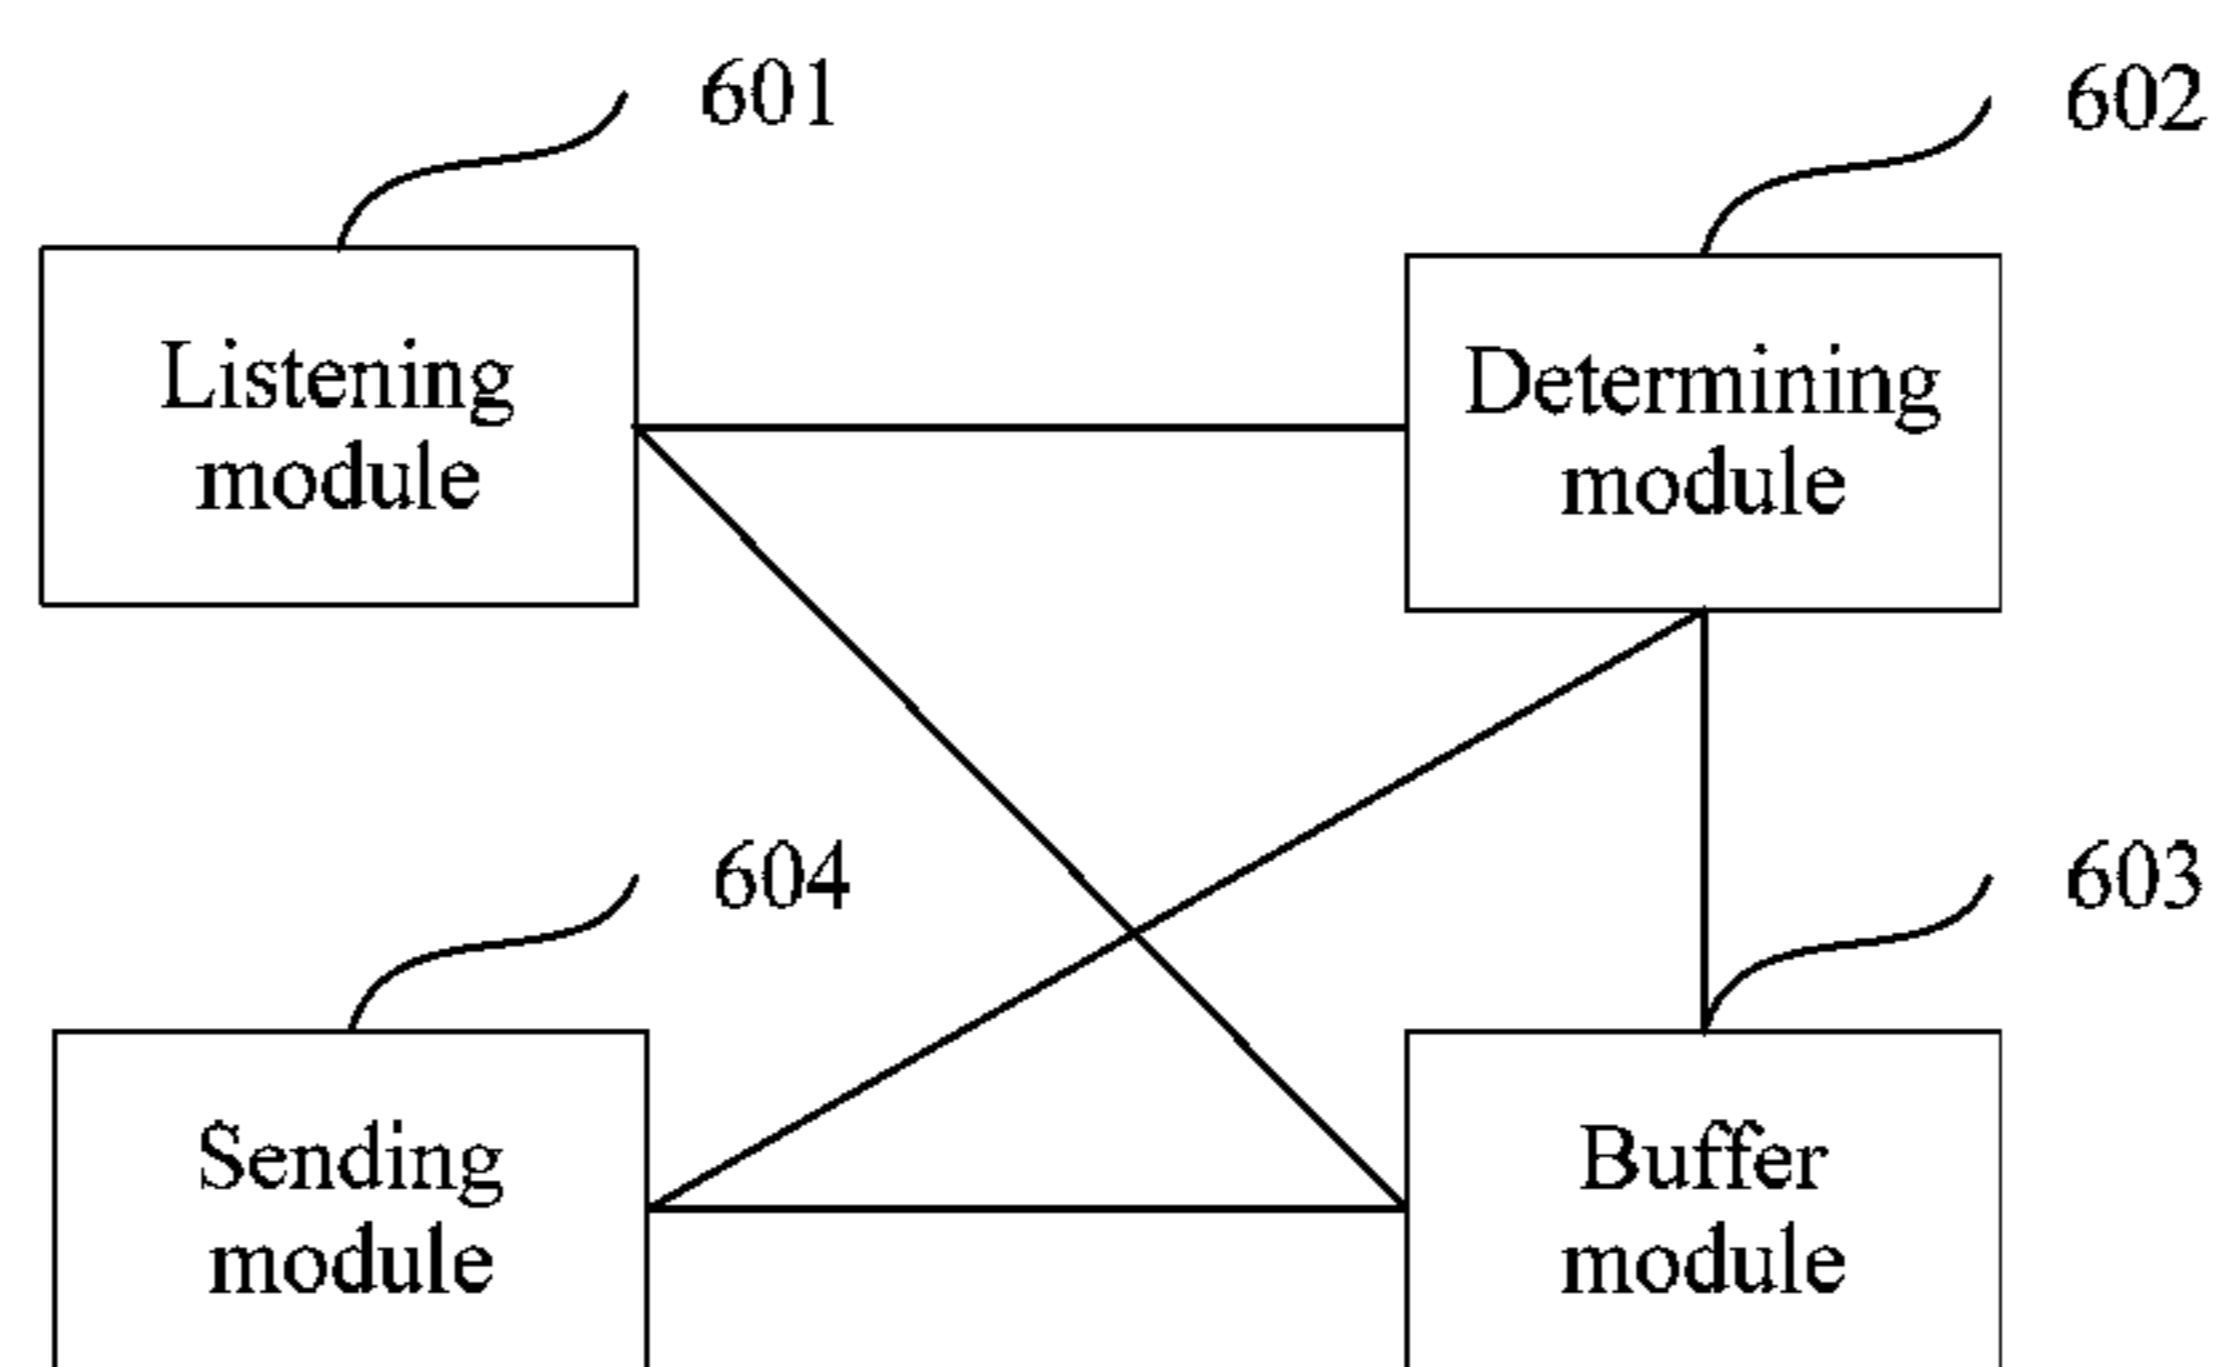 601
602
Listening
module
Determining
module
604
603
Sending
module
Buffer
module